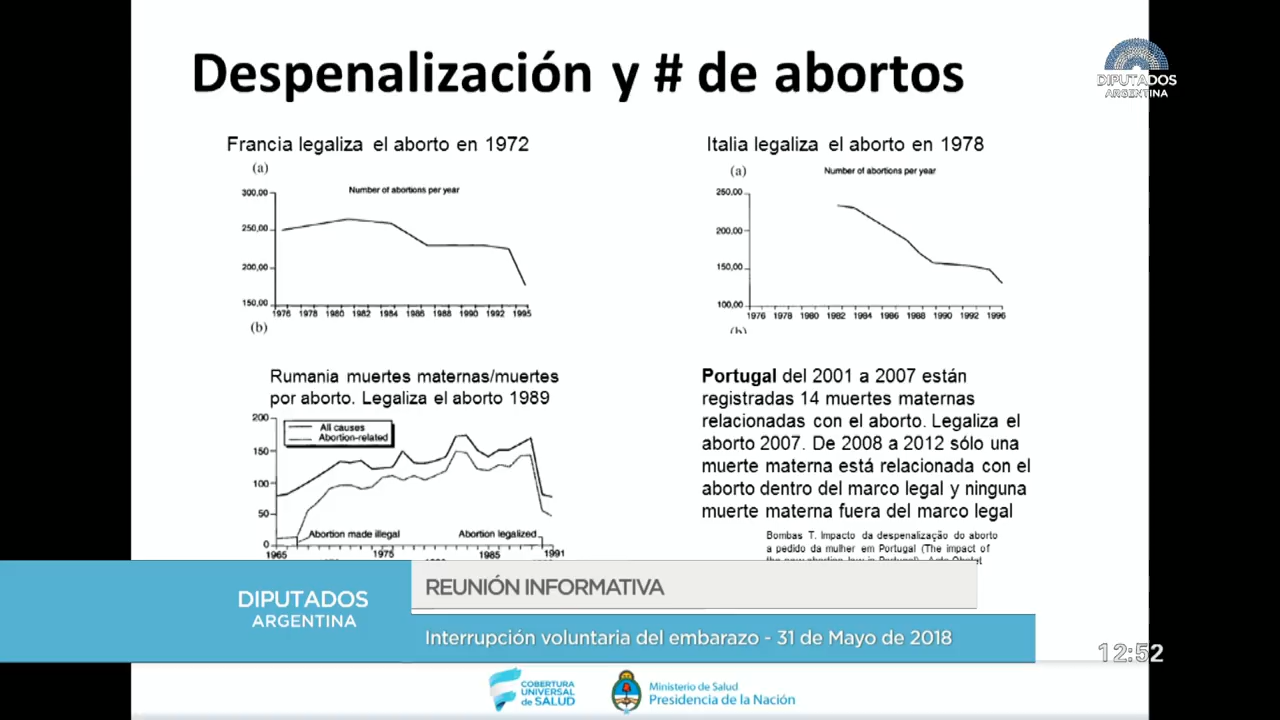 Despenalización y # de abortos
DIPUTADOS
ARGENTINA
Francia legaliza el aborto en 1972
(a)
Number of abortions per year
300,00
250,00
200,00
150,00
1976 1978 1980 1982 1984 1986 1988 1990 1992 1995
(b)
Italia legaliza el aborto en 1978
(a)
Number of abortions per year
250,00
200,00
150,00
100,00
1976 1978 1980 1982 1984 1986 1988 1990 1992 1996
(b)
Rumania muertes maternas/muertes
por aborto. Legaliza el aborto 1989
200
150
100
50
0
All causes
Abortion-related
Abortion made illegal
Abortion legalized
1965 1975 1985 1991
Portugal del 2001 a 2007 están
registradas 14 muertes maternas
relacionadas con el aborto. Legaliza el
aborto 2007. De 2008 a 2012 sólo una
muerte materna está relacionada con el
aborto dentro del marco legal y ninguna
muerte materna fuera del marco legal
Bombas T. Impacto da despenalização do aborto
a pedido da mulher em Portugal (The impact of
DIPUTADOS
ARGENTINA
REUNIÓN INFORMATIVA
Interrupción voluntaria del embarazo - 31 de Mayo de 2018
12:52
COBERTURA
UNIVERSAL
de SALUD
Ministerio de Salud
Presidencia de la Nación